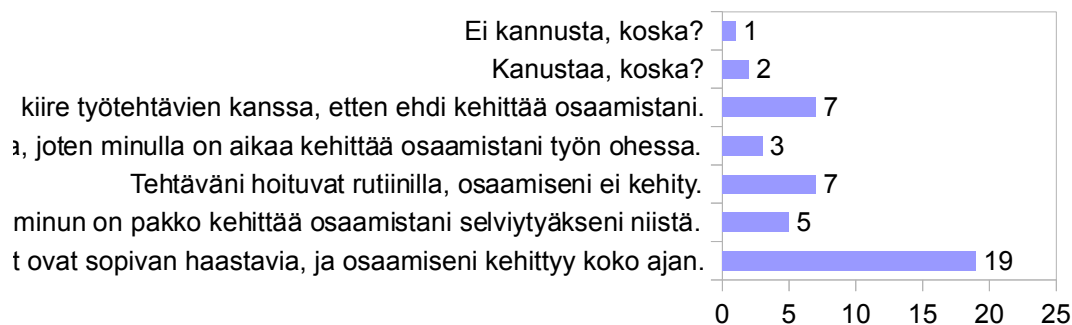 Ei kannusta, koska? 1
Kanustaa, koska? 2
kiire työtehtävien kanssa, etten ehdi kehittää osaamistani. 7
, joten minulla on aikaa kehittää osaamistani työn ohessa. 3
Tehtäväni hoituvat rutiinilla, osaamiseni ei kehity. 7
minun on pakko kehittää osaamistani selviytyäkseni niistä. 5
t ovat sopivan haastavia, ja osaamiseni kehittyy koko ajan. 19
0 5 10 15 20 25